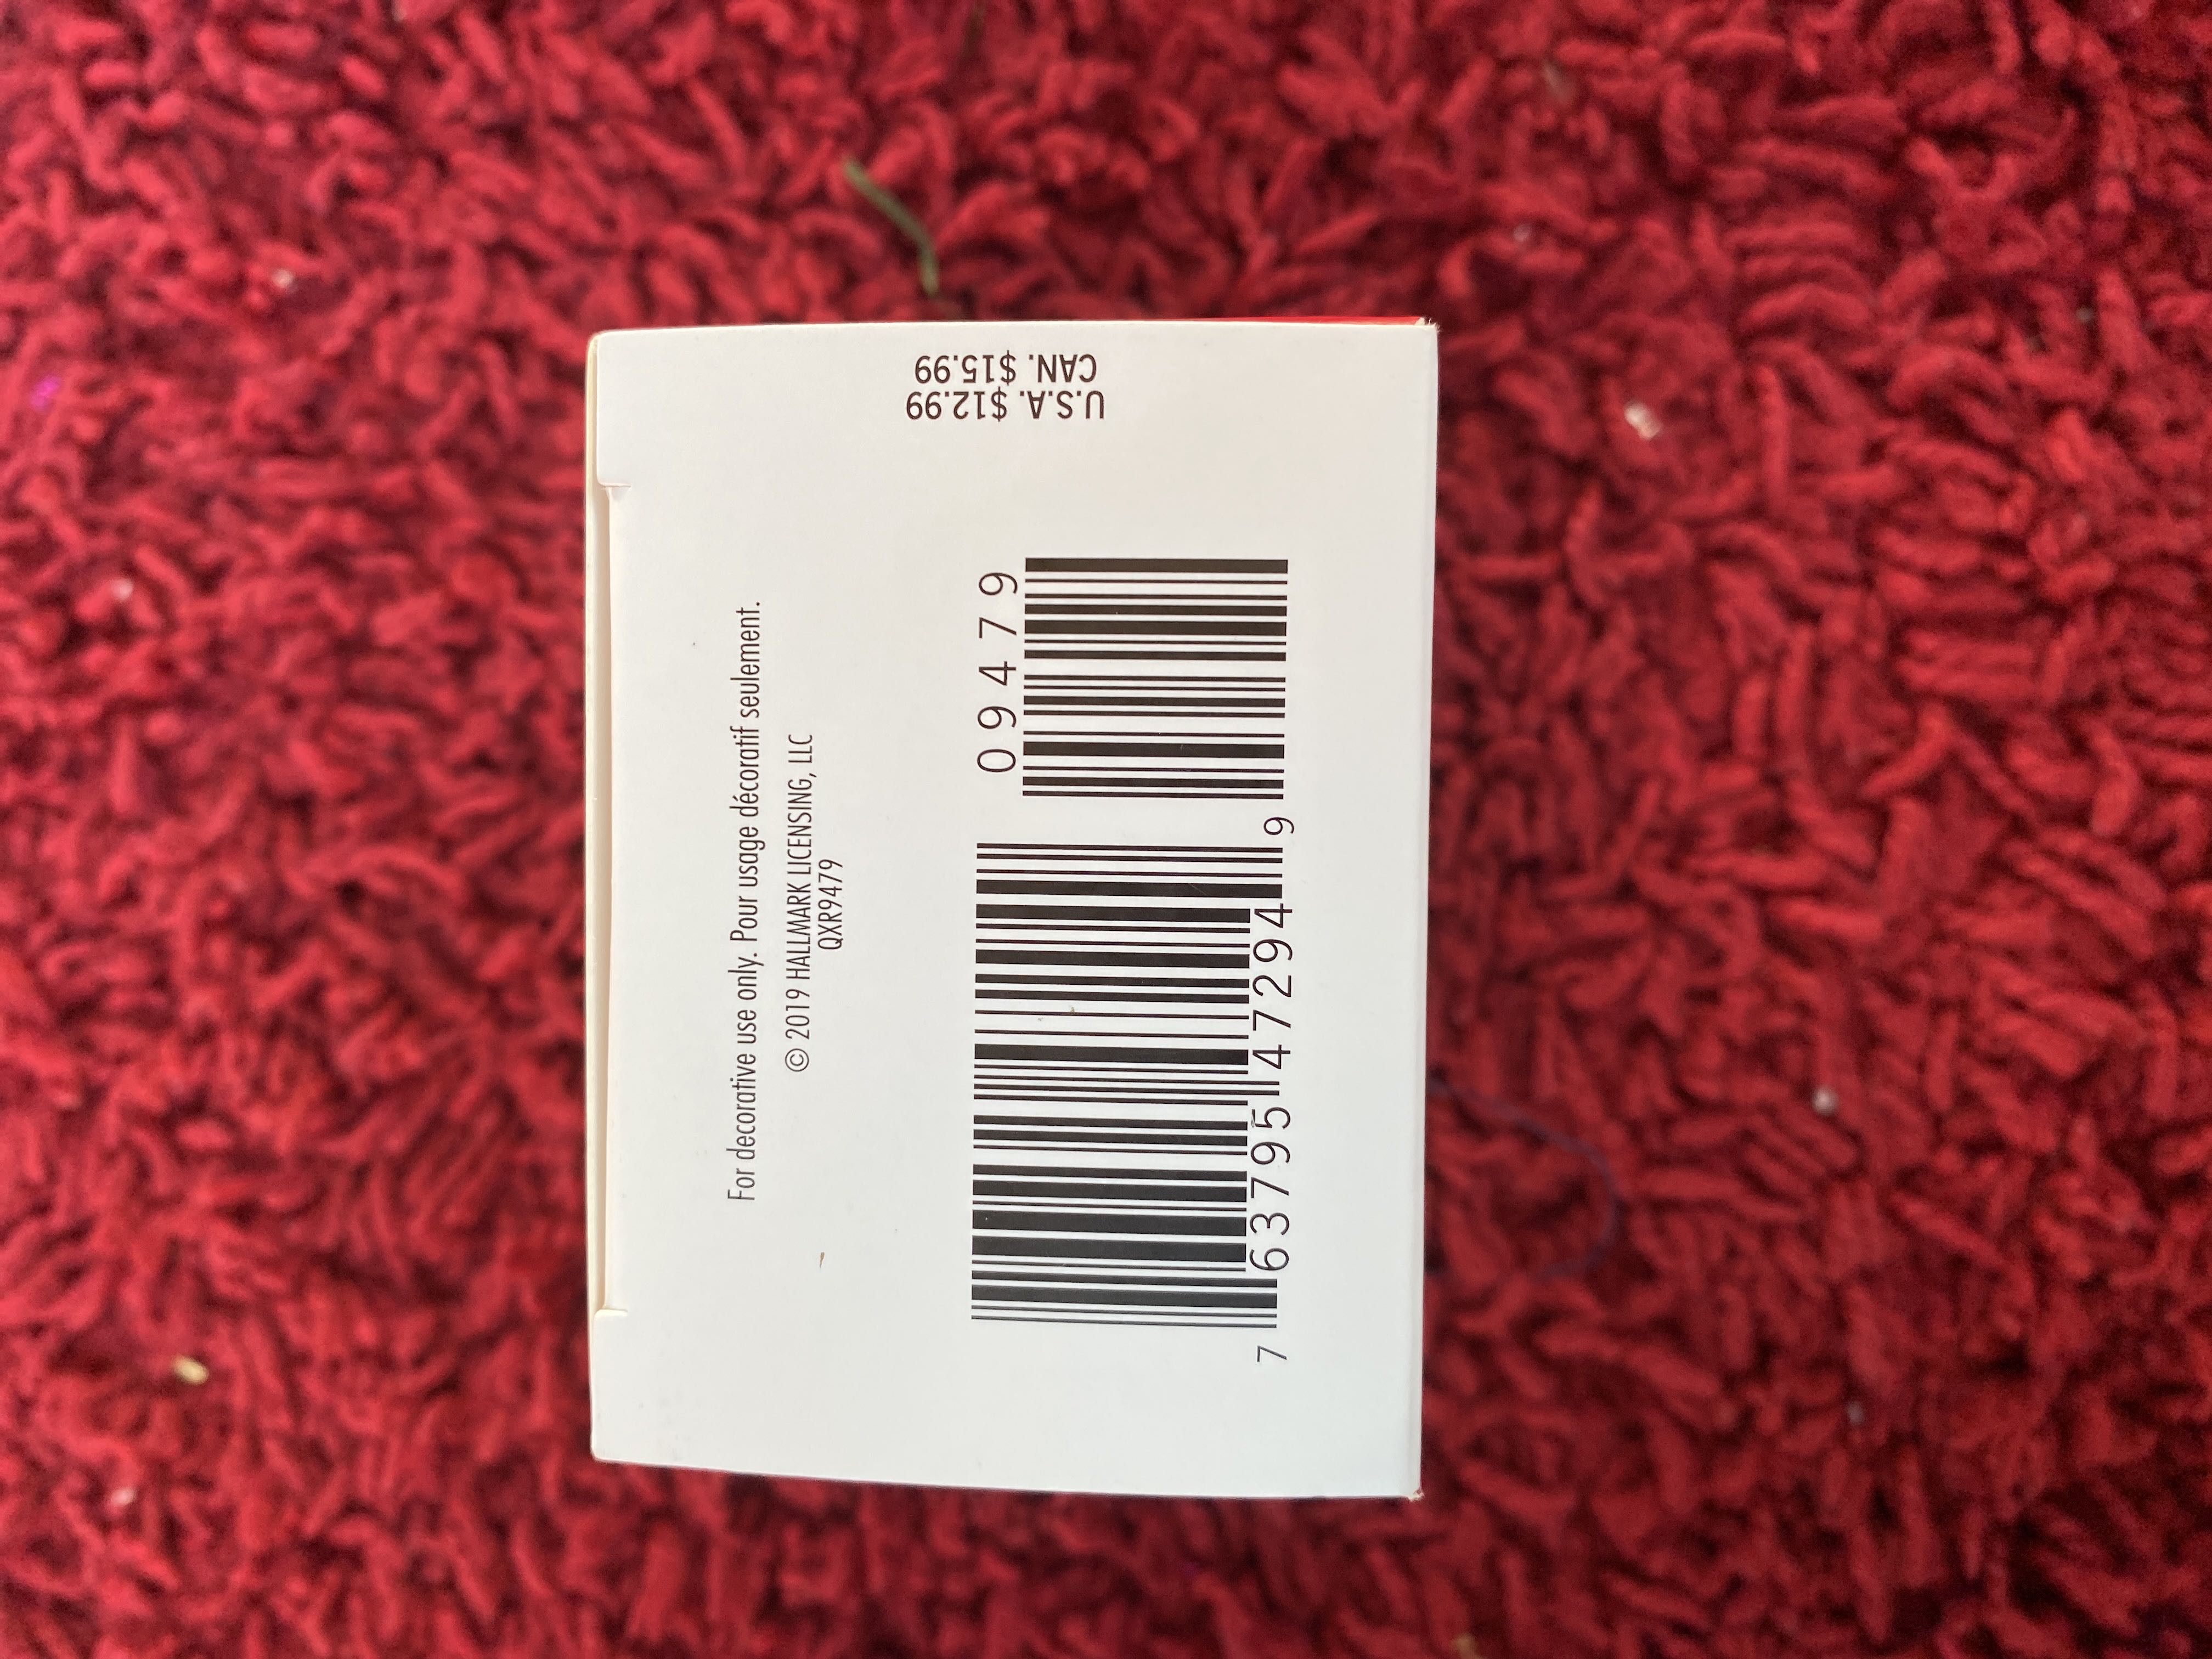 For decorative use only. Pour usage décoratif seulement.
© 2019 HALLMARK LICENSING, LLC
QXR9479
09479
7 63795 47294 9
U.S.A. $12.99
CAN. $15.99